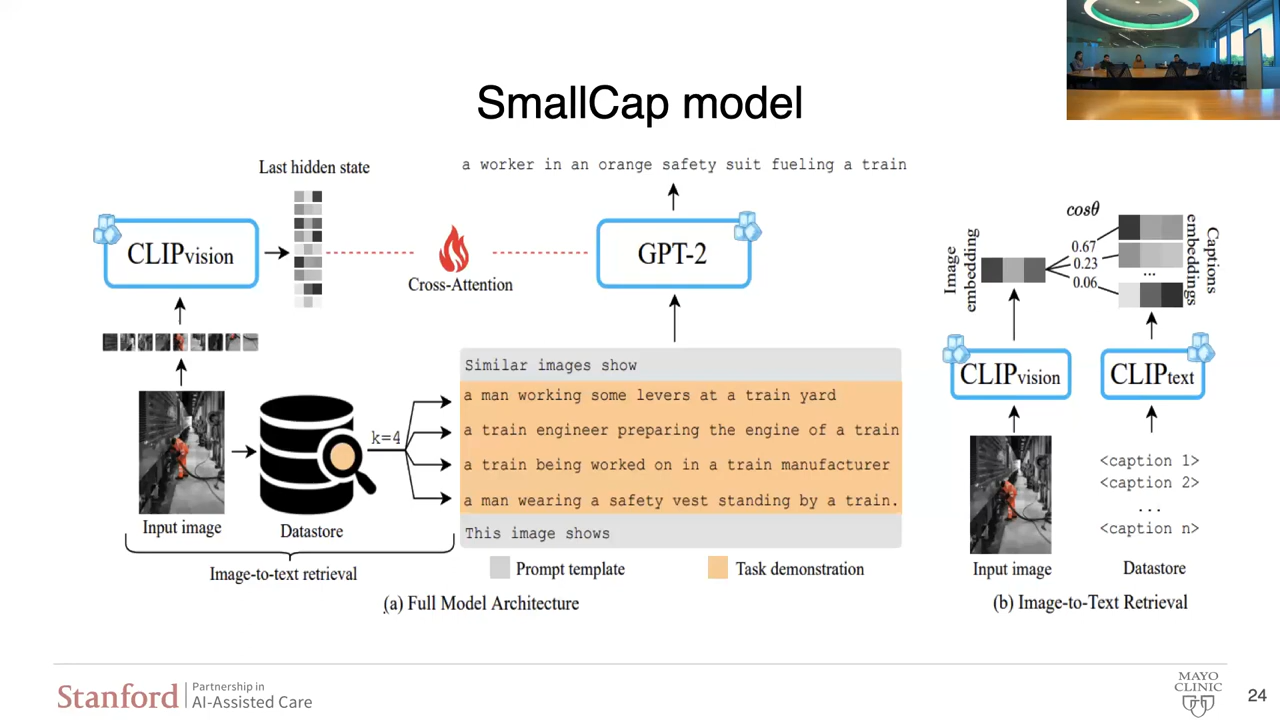 SmallCap model
Last hidden state
a worker in an orange safety suit fueling a train
CLIPvision
Cross-Attention
GPT-2
Similar images show
a man working some levers at a train yard
a train engineer preparing the engine of a train
a train being worked on in a train manufacturer
a man wearing a safety vest standing by a train.
This image shows
k=4
Input image
Datastore
Image-to-text retrieval
Prompt template
Task demonstration
(a) Full Model Architecture
cosθ
Image embedding
0.67
0.23
...
0.06
Captions embeddings
CLIPvision
CLIPtext
<caption 1>
<caption 2>
...
<caption n>
Input image
Datastore
(b) Image-to-Text Retrieval
Stanford
Partnership in
AI-Assisted Care
MAYO
CLINIC
24